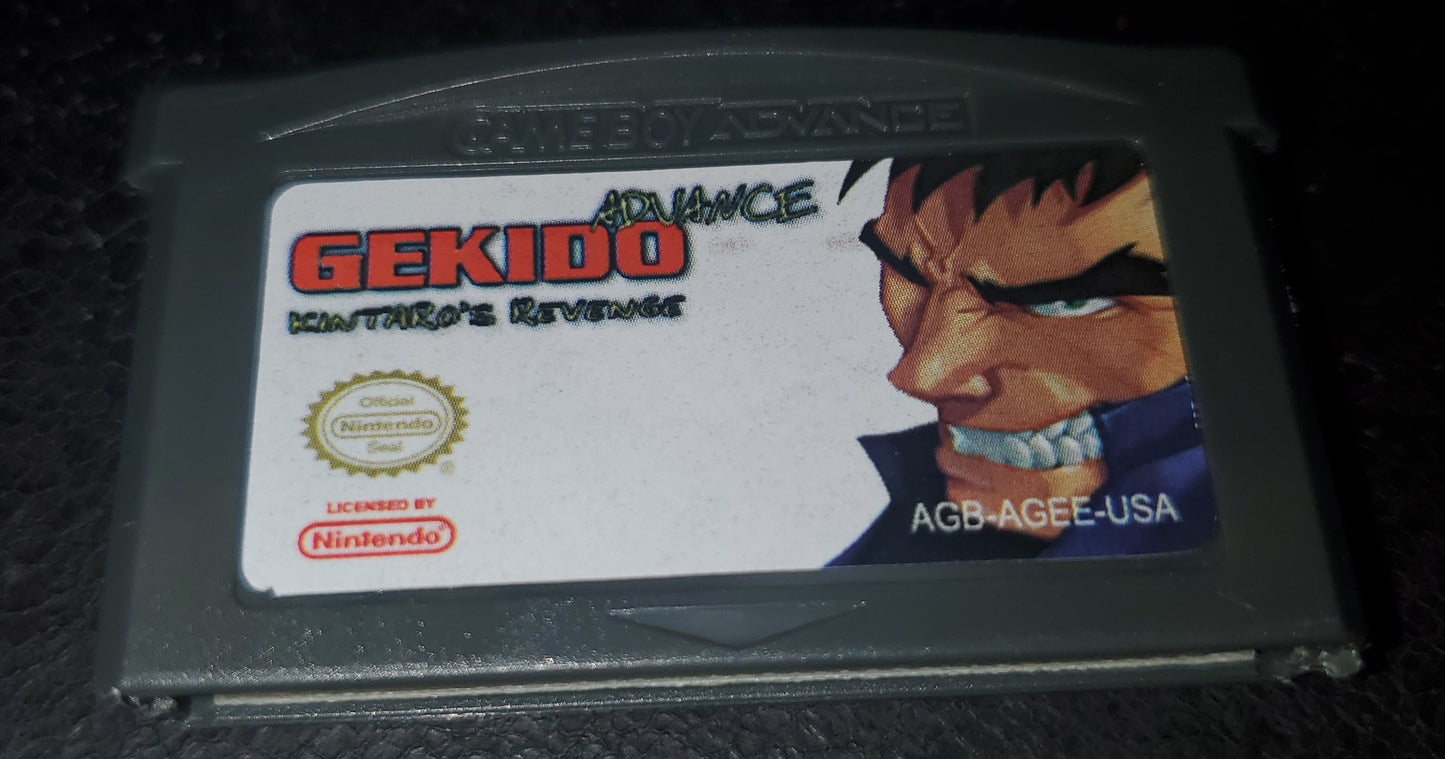 GAME BOY ADVANCE
ADVANCE
GEKIDO
KINTARO'S REVENGE
Official
Nintendo
Seal
®
LICENSED BY
Nintendo®
AGB-AGEE-USA